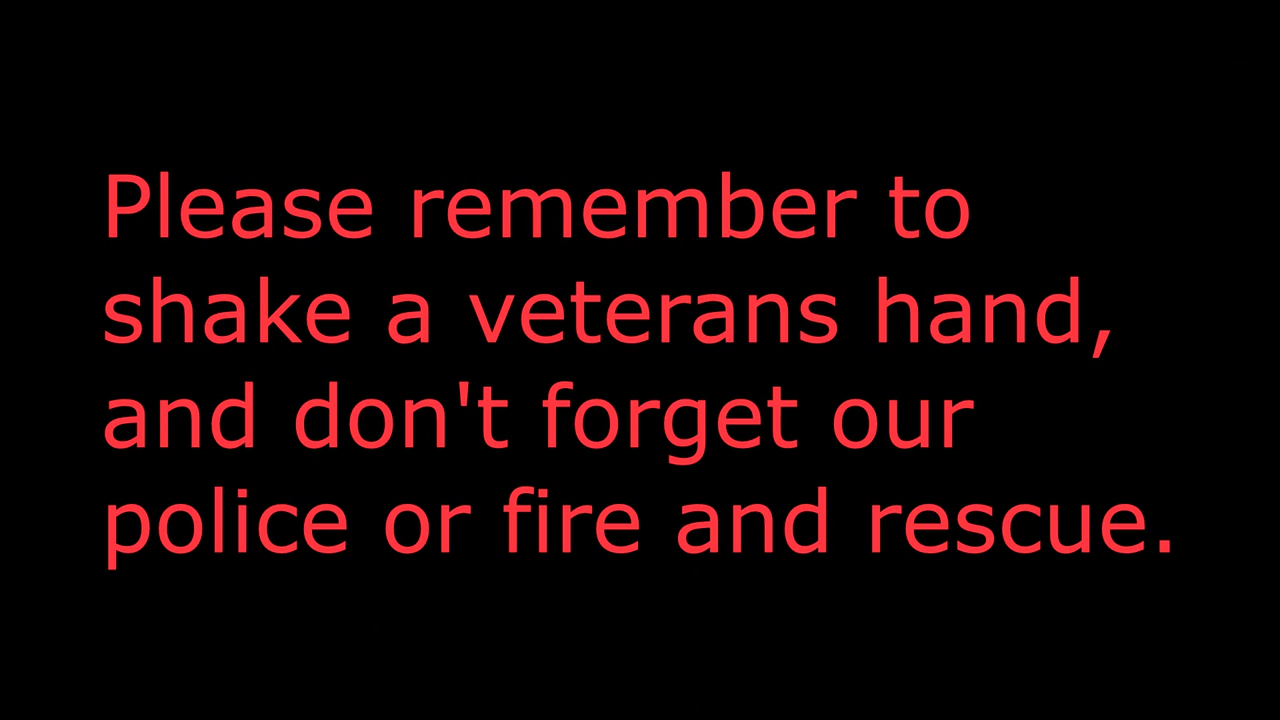 Please remember to
shake a veterans hand,
and don't forget our
police or fire and rescue.